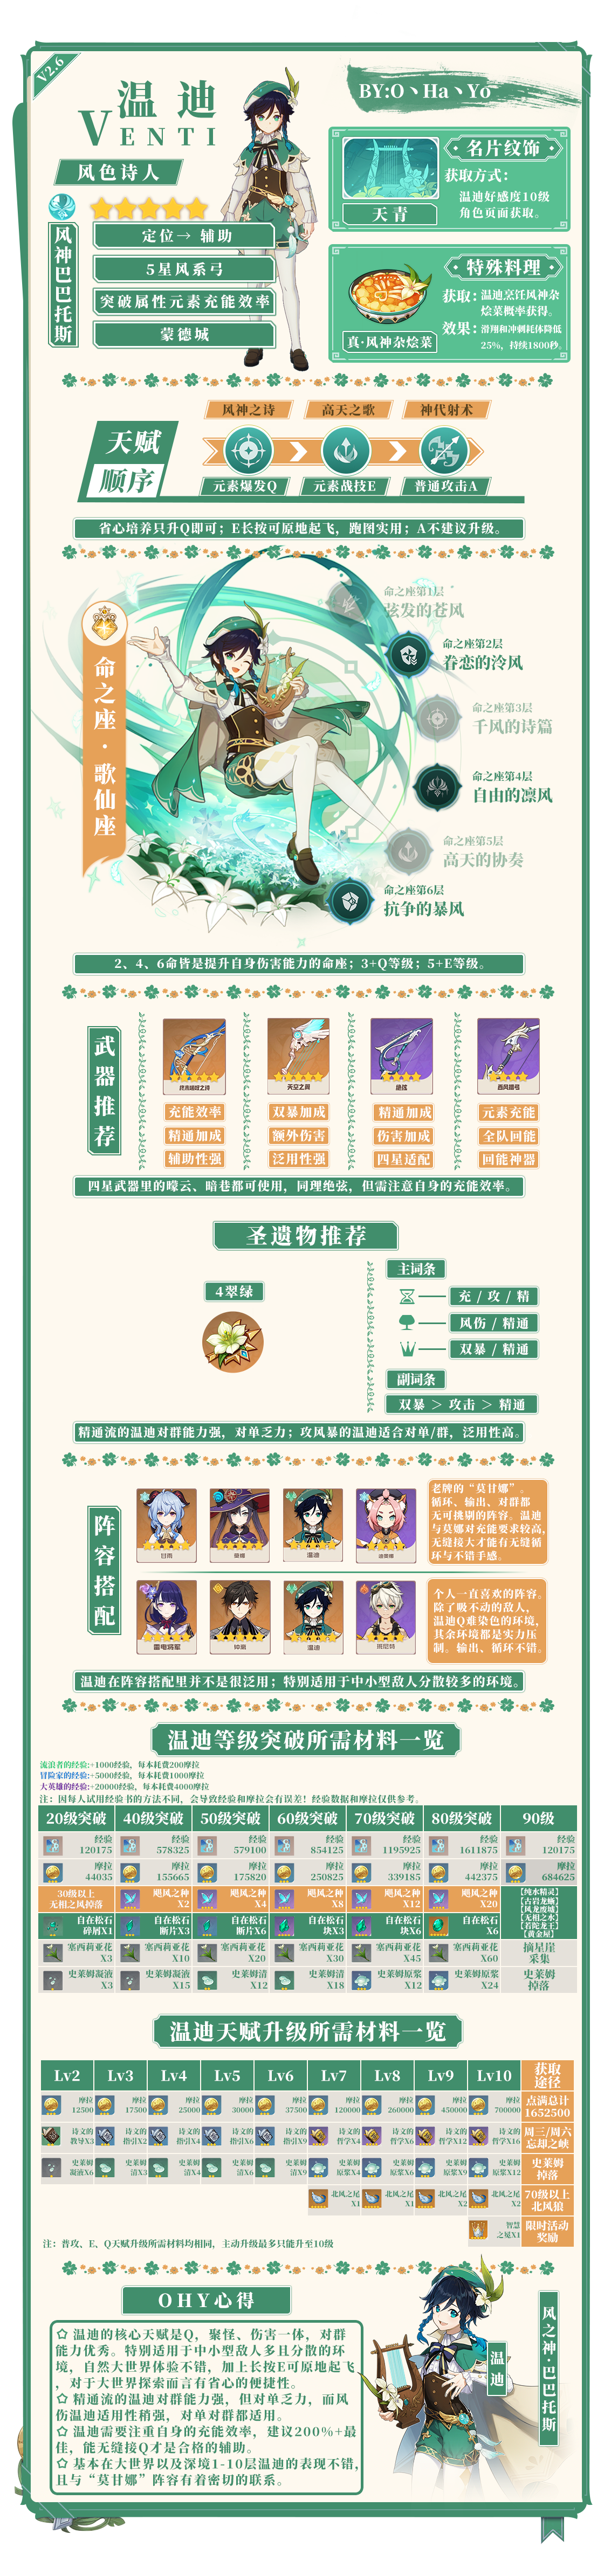 V2.6
温迪
VENTI
BY:O丶Ha丶Yo
风色诗人
风神巴巴托斯
定位→ 辅助
5星风系弓
突破属性元素充能效率
蒙德城
名片纹饰
获取方式：
温迪好感度10级
角色页面获取。
天青
特殊料理
获取：温迪烹饪风神杂
烩菜概率获得。
效果：滑翔和冲刺耗体降低
25%，持续1800秒。
真·风神杂烩菜
天赋
顺序
风神之诗
高天之歌
神代射术
元素爆发Q
元素战技E
普通攻击A
省心培养只升Q即可；E长按可原地起飞，跑图实用；A不建议升级。
命之座·歌仙座
命之座第1层
弦发的苍风
命之座第2层
眷恋的泠风
命之座第3层
千风的诗篇
命之座第4层
自由的凛风
命之座第5层
高天的协奏
命之座第6层
抗争的暴风
2、4、6命皆是提升自身伤害能力的命座；3+Q等级；5+E等级。
武器推荐
终末嗟叹之诗
天空之翼
绝弦
西风猎弓
充能效率
双暴加成
精通加成
元素充能
精通加成
额外伤害
伤害加成
全队回能
辅助性强
泛用性强
四星适配
回能神器
四星武器里的曚云、暗巷都可使用，同理绝弦，但需注意自身的充能效率。
圣遗物推荐
4翠绿
主词条
充 / 攻 / 精
风伤 / 精通
双暴 / 精通
副词条
双暴 > 攻击 > 精通
精通流的温迪对群能力强，对单乏力；攻风暴的温迪适合对单/群，泛用性高。
阵容搭配
甘雨
莫娜
温迪
迪奥娜
老牌的“莫甘娜”。
循环、输出、对群都
无可挑剔的阵容。温迪
与莫娜对充能要求较高,
无缝接大才能有无缝循
环与不错手感。
雷电将军
钟离
温迪
班尼特
个人一直喜欢的阵容。
除了吸不动的敌人，
温迪Q难染色的环境，
其余环境都是实力压
制。输出、循环不错。
温迪在阵容搭配里并不是很泛用；特别适用于中小型敌人分散较多的环境。
温迪等级突破所需材料一览
流浪者的经验:+1000经验，每本耗费200摩拉
冒险家的经验:+5000经验，每本耗费1000摩拉
大英雄的经验:+20000经验，每本耗费4000摩拉
注：因每人试用经验书的方法不同，会导致经验和摩拉会有误差！经验数据和摩拉仅供参考。
20级突破 40级突破 50级突破 60级突破 70级突破 80级突破 90级
经验 经验 经验 经验 经验 经验 经验
120175 578325 579100 854125 1195925 1611875 120175
摩拉 摩拉 摩拉 摩拉 摩拉 摩拉 摩拉
44035 155665 175820 250825 339185 442375 684625
30级以上 飓风之种 飓风之种 飓风之种 飓风之种 飓风之种
无相之风掉落 X2 X4 X8 X12 X20
自在松石 自在松石 自在松石 自在松石 自在松石 自在松石
碎屑X1 断片X3 断片X6 块X3 块X6 X6
【纯水精灵】
【古岩龙蜥】
【风龙废墟】
【无相之水】
【若陀龙王】
【黄金屋】
塞西莉亚花 塞西莉亚花 塞西莉亚花 塞西莉亚花 塞西莉亚花 塞西莉亚花 摘星崖
X3 X10 X20 X30 X45 X60 采集
史莱姆凝液 史莱姆凝液 史莱姆清 史莱姆清 史莱姆原浆 史莱姆原浆 史莱姆
X3 X15 X12 X18 X12 X24 掉落
温迪天赋升级所需材料一览
Lv2 Lv3 Lv4 Lv5 Lv6 Lv7 Lv8 Lv9 Lv10 获取
途径
摩拉 摩拉 摩拉 摩拉 摩拉 摩拉 摩拉 摩拉 摩拉 点满总计
12500 17500 25000 30000 37500 120000 260000 450000 700000 1652500
诗文的 诗文的 诗文的 诗文的 诗文的 诗文的 诗文的 诗文的 诗文的 周三/周六
教导X3 指引X2 指引X4 指引X6 指引X9 哲学X4 哲学X6 哲学X12 哲学X16 忘却之峡
史莱姆 史莱姆 史莱姆 史莱姆 史莱姆 史莱姆 史莱姆 史莱姆 史莱姆 史莱姆
凝液X6 清X3 清X4 清X6 清X9 原浆X4 原浆X6 原浆X9 原浆X12 掉落
北风之尾 北风之尾 北风之尾 北风之尾 70级以上
X1 X1 X2 X2 北风狼
智慧 限时活动
之冕X1 奖励
注：普攻、E、Q天赋升级所需材料均相同，主动升级最多只能升至10级
OHY心得
✩ 温迪的核心天赋是Q，聚怪、伤害一体，对群
能力优秀。特别适用于中小型敌人多且分散的环
境，自然大世界体验不错，加上长按E可原地起飞
，对于大世界探索而言有省心的便捷性。
✩ 精通流的温迪对群能力强，但对单乏力，而风
伤温迪适用性稍强，对单对群都适用。
✩ 温迪需要注重自身的充能效率，建议200%+最
佳，能无缝接Q才是合格的辅助。
✩ 基本在大世界以及深境1-10层温迪的表现不错,
且与“莫甘娜”阵容有着密切的联系。
温迪
风之神·巴巴托斯